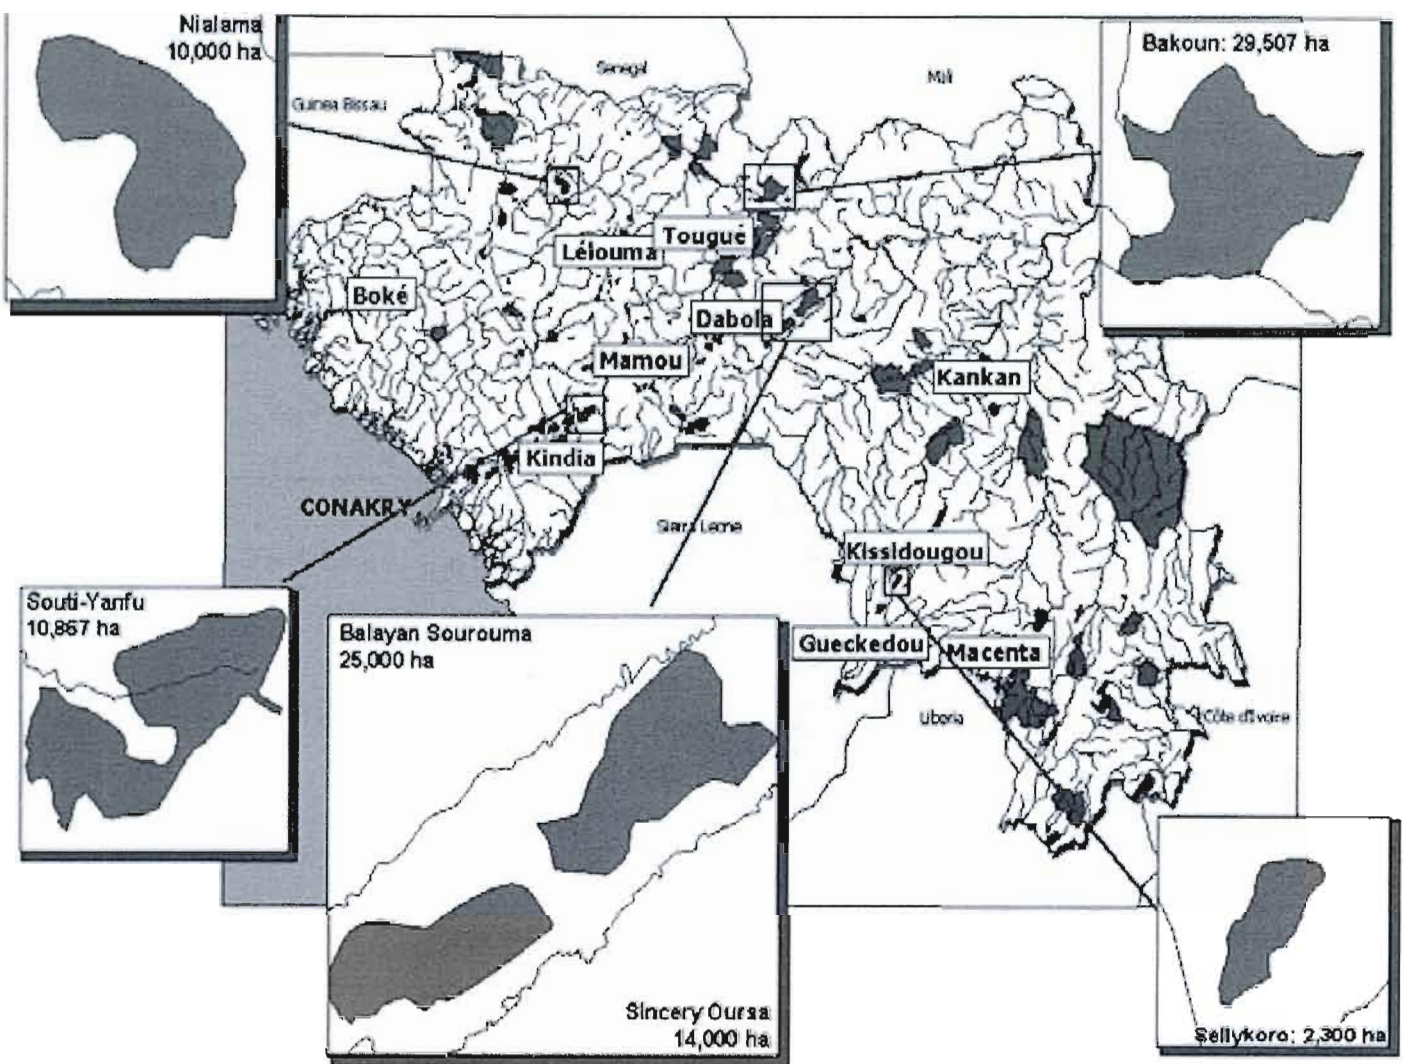 Nialama
10,000 ha
Senegal
Mali
Bakoun: 29,507 ha
Guinea Bissau
Lélouma
Tougué
Boké
Dabola
Mamou
Kankan
Kindia
CONAKRY
Sierra Leone
Kissidougou
Souti-Yanfu
10,867 ha
Balayan Sourouma
25,000 ha
Gueckedou
Macenta
Liberia
Côte d'Ivoire
Sincery Oursa
14,000 ha
Sellykoro: 2,300 ha